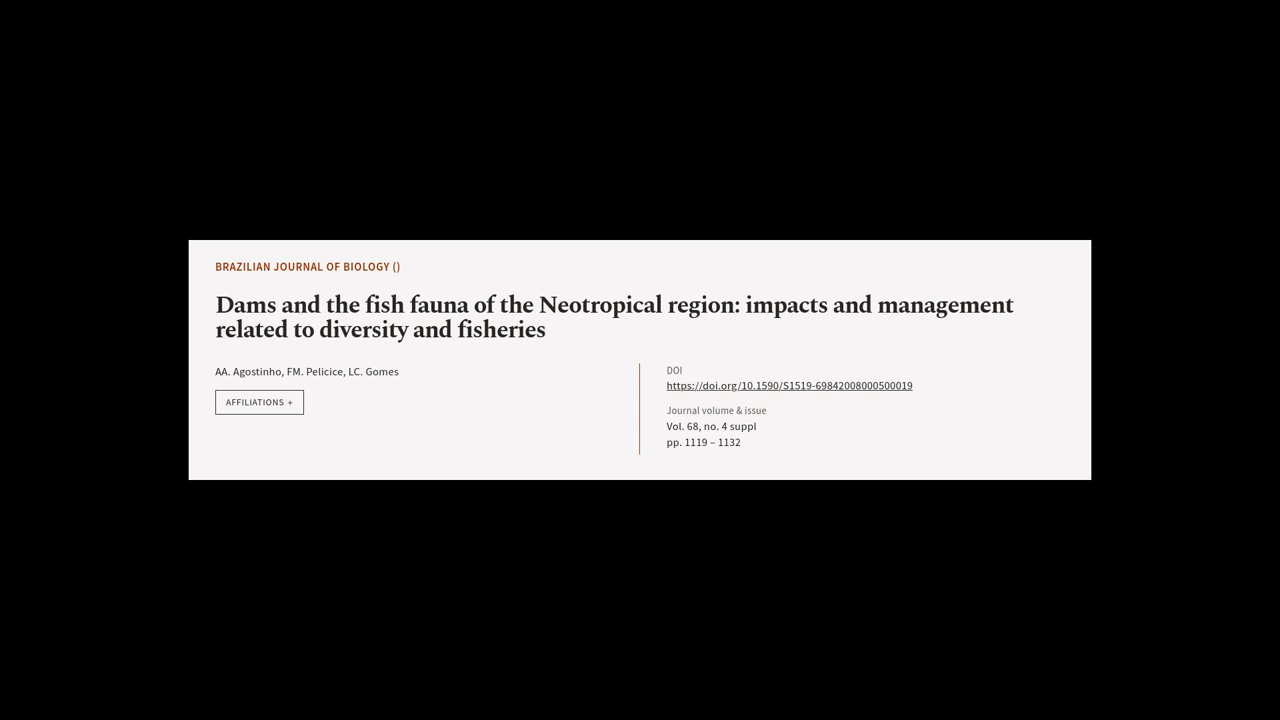 BRAZILIAN JOURNAL OF BIOLOGY ()
Dams and the fish fauna of the Neotropical region: impacts and management
related to diversity and fisheries
AA. Agostinho, FM. Pelicice, LC. Gomes
AFFILIATIONS +
DOI
https://doi.org/10.1590/S1519-69842008000500019
Journal volume & issue
Vol. 68, no. 4 suppl
pp. 1119 – 1132